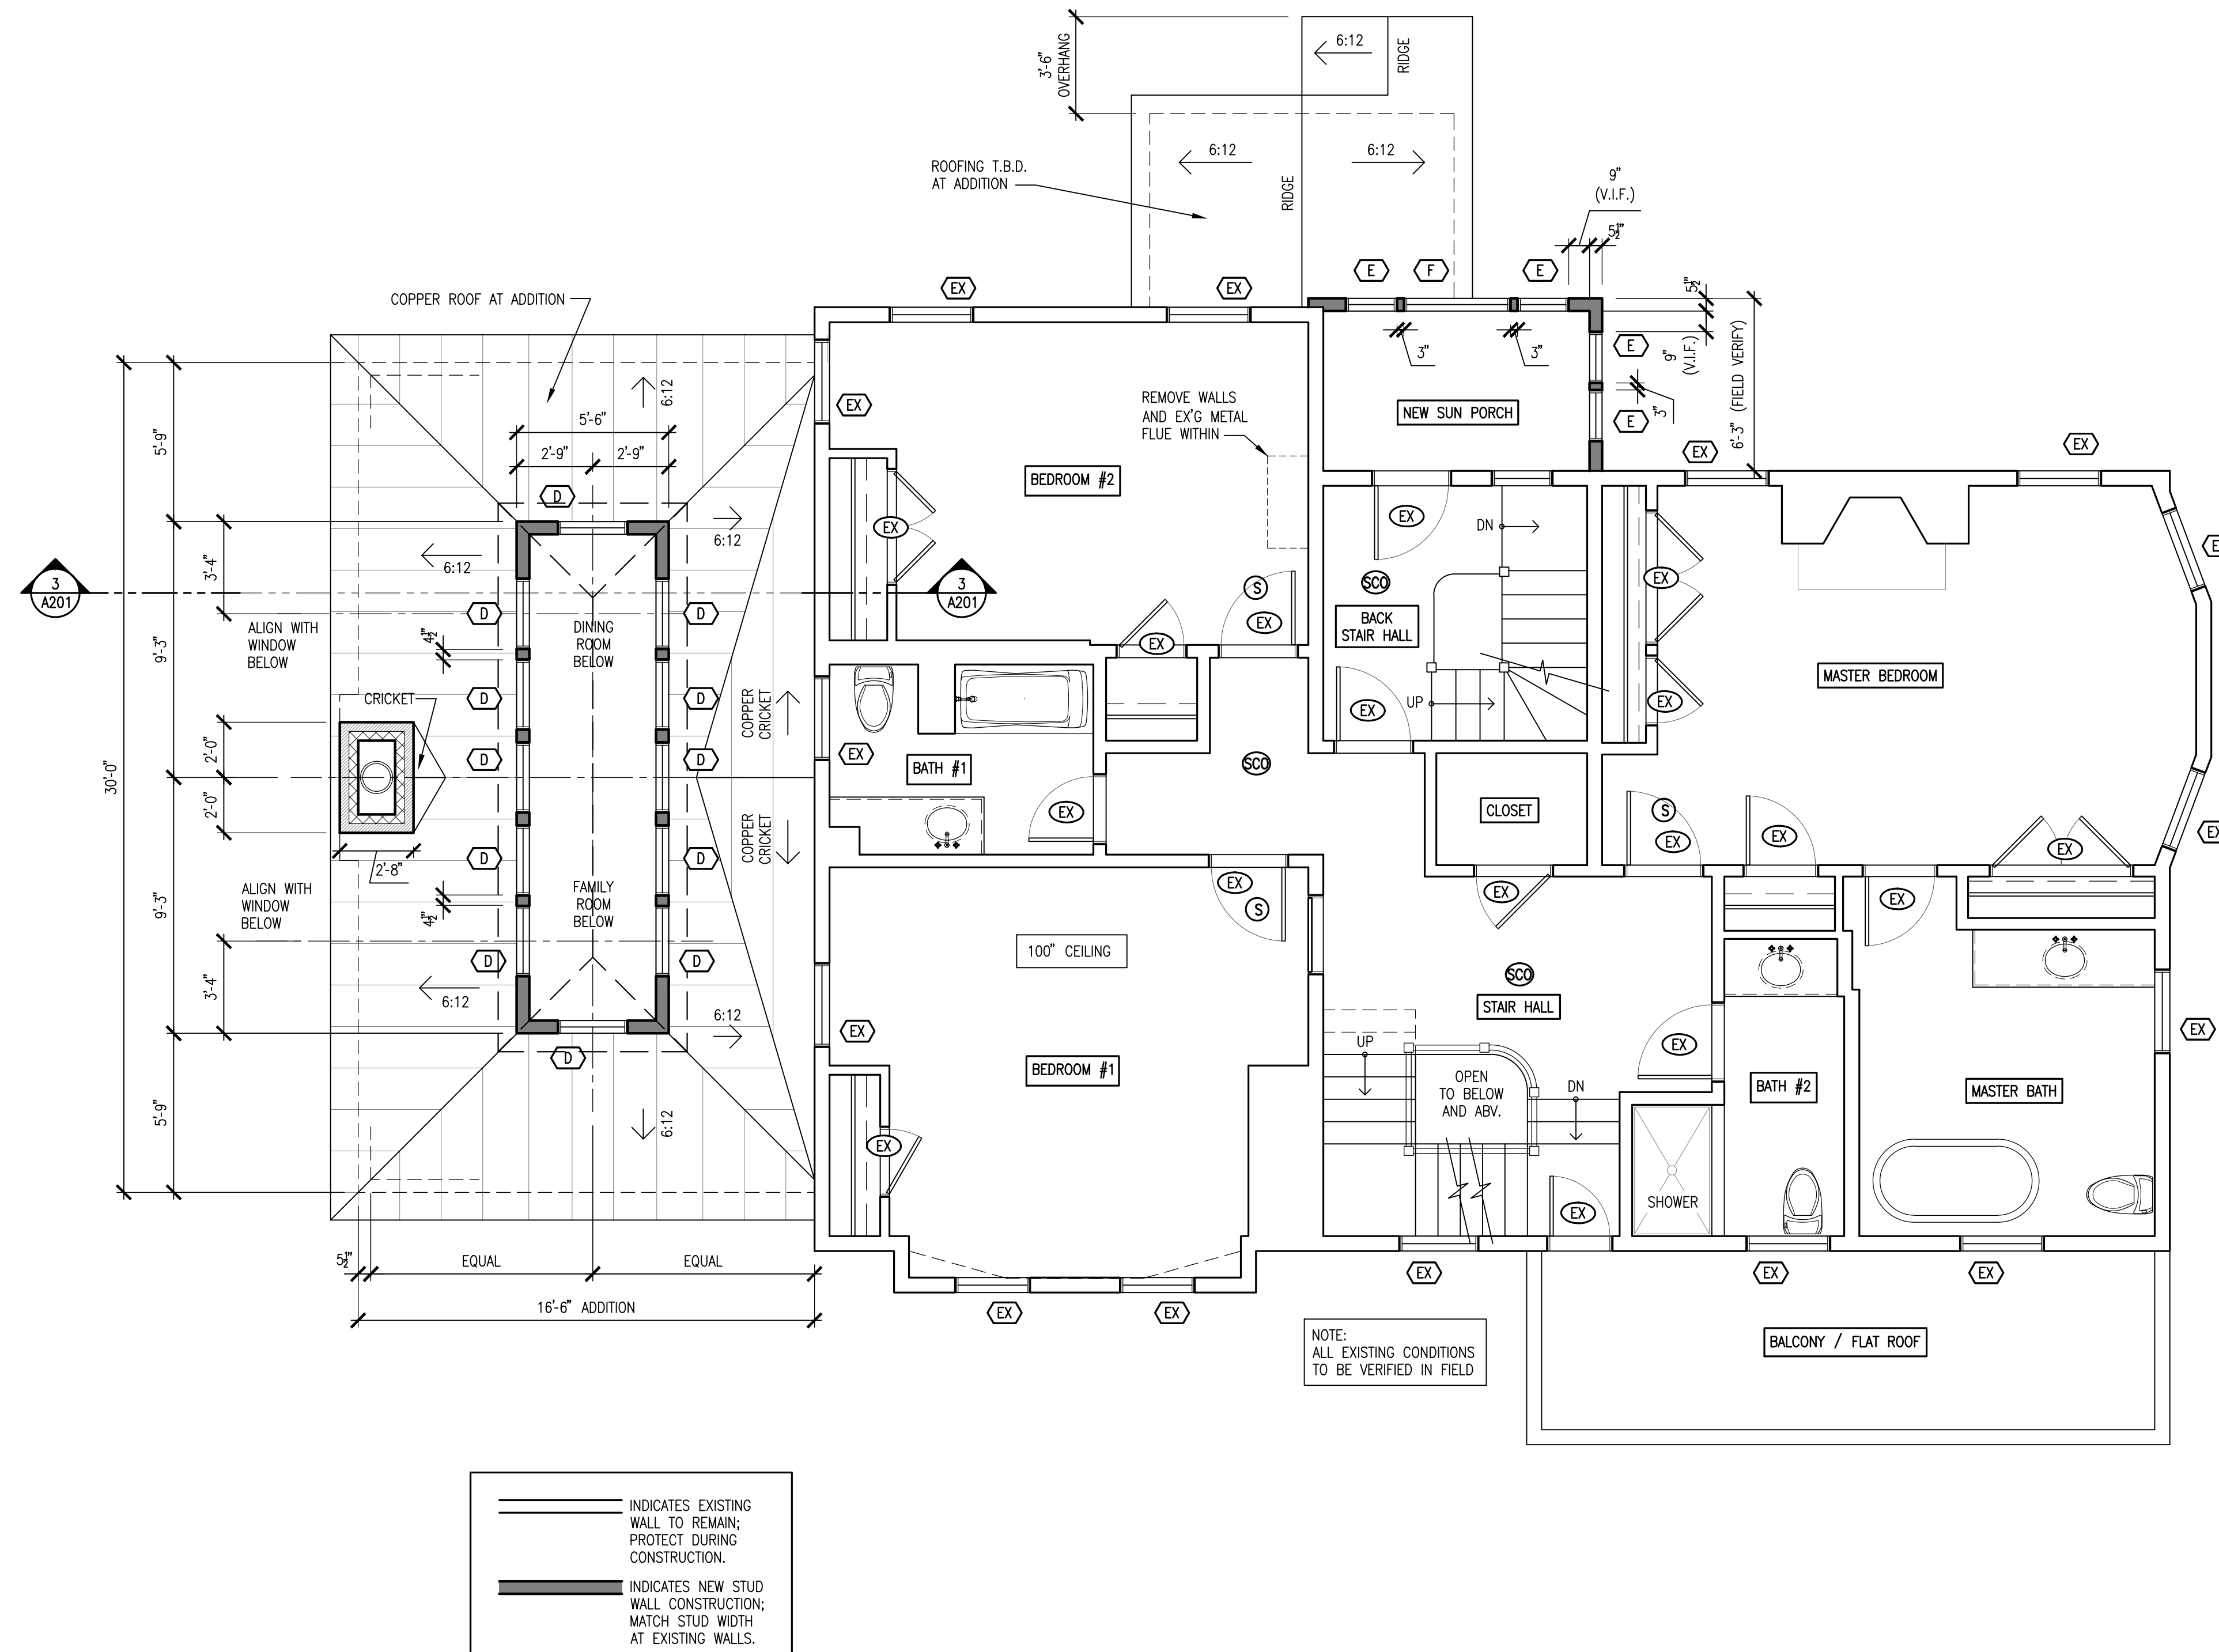 3'-6"
OVERHANG
6:12
RIDGE
6:12
6:12
RIDGE
ROOFING T.B.D.
AT ADDITION
9"
(V.I.F.)
5½"
EX
EX
E
F
E
5½"
9"
(V.I.F.)
6'-3" (FIELD VERIFY)
COPPER ROOF AT ADDITION
3"
3"
E
3"
E
NEW SUN PORCH
EX
EX
EX
REMOVE WALLS
AND EX'G METAL
FLUE WITHIN
BEDROOM #2
EX
6:12
5'-6"
2'-9"
2'-9"
D
5'-9"
30'-0"
9'-3"
3'-4"
6:12
6:12
3
A201
3
A201
EX
DN
SCO
BACK
STAIR HALL
S
EX
EX
EX
EX
EX
UP
MASTER BEDROOM
ALIGN WITH
WINDOW
BELOW
4½"
D
D
DINING
ROOM
BELOW
D
D
CRICKET
COPPER
CRICKET
2'-0"
2'-0"
D
D
EX
BATH #1
EX
SCO
CLOSET
S
EX
EX
EX
EX
COPPER
CRICKET
D
D
2'-8"
9'-3"
ALIGN WITH
WINDOW
BELOW
4½"
FAMILY
ROOM
BELOW
EX
S
EX
EX
100" CEILING
D
D
3'-4"
6:12
6:12
SCO
STAIR HALL
EX
EX
EX
D
BEDROOM #1
UP
OPEN
TO BELOW
AND ABV.
DN
BATH #2
MASTER BATH
5'-9"
6:12
EX
EX
SHOWER
5½"
EQUAL
EQUAL
16'-6" ADDITION
EX
EX
EX
EX
EX
NOTE:
ALL EXISTING CONDITIONS
TO BE VERIFIED IN FIELD
BALCONY / FLAT ROOF
INDICATES EXISTING
WALL TO REMAIN;
PROTECT DURING
CONSTRUCTION.
INDICATES NEW STUD
WALL CONSTRUCTION;
MATCH STUD WIDTH
AT EXISTING WALLS.